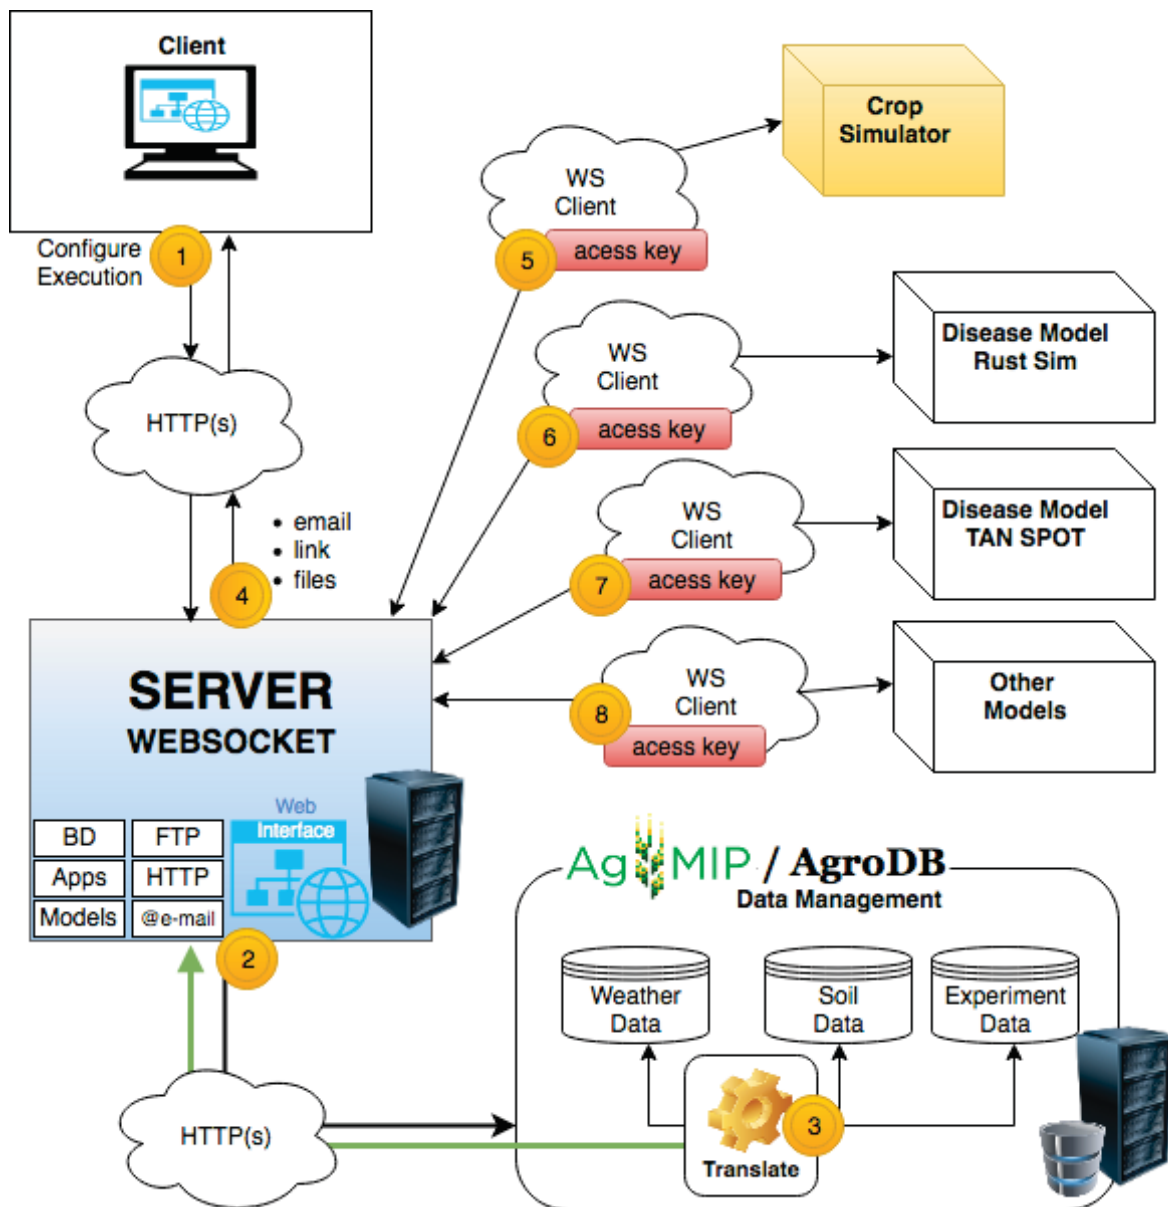 Client
1
Configure
Execution
HTTP(s)
• email
• link
• files
4
SERVER
WEBSOCKET
BD
FTP
Apps
HTTP
Models
@e-mail
Web
Interface
2
HTTP(s)
WS
Client
5
acess key
Crop
Simulator
WS
Client
6
acess key
Disease Model
Rust Sim
WS
Client
7
acess key
Disease Model
TAN SPOT
WS
Client
8
acess key
Other
Models
AgMIP / AgroDB
Data Management
Weather
Data
Soil
Data
Experiment
Data
3
Translate